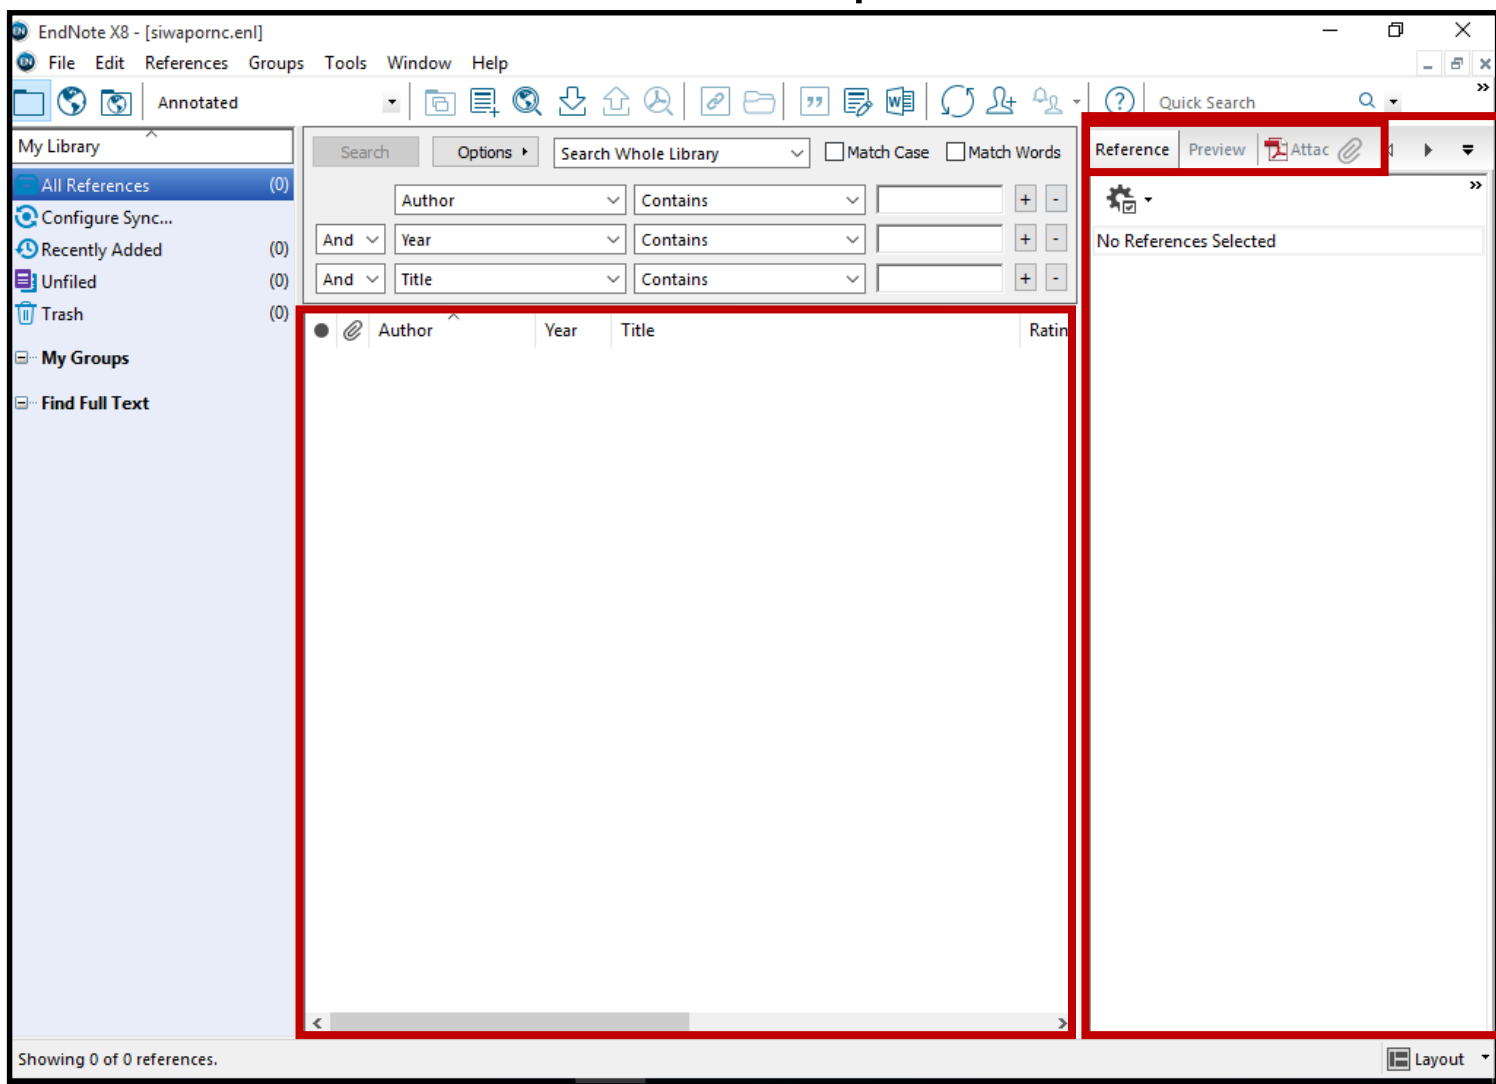 EndNote X8 - [siwapornc.enl]
File Edit References Groups Tools Window Help
Annotated
Quick Search
My Library
Search Options Search Whole Library Match Case Match Words
Reference Preview Attac
All References (0)
Author Contains + -
Configure Sync...
And Year Contains + -
No References Selected
Recently Added (0)
Unfiled (0)
And Title Contains + -
Trash (0)
Author Year Title Ratin
My Groups
Find Full Text
Showing 0 of 0 references.
Layout